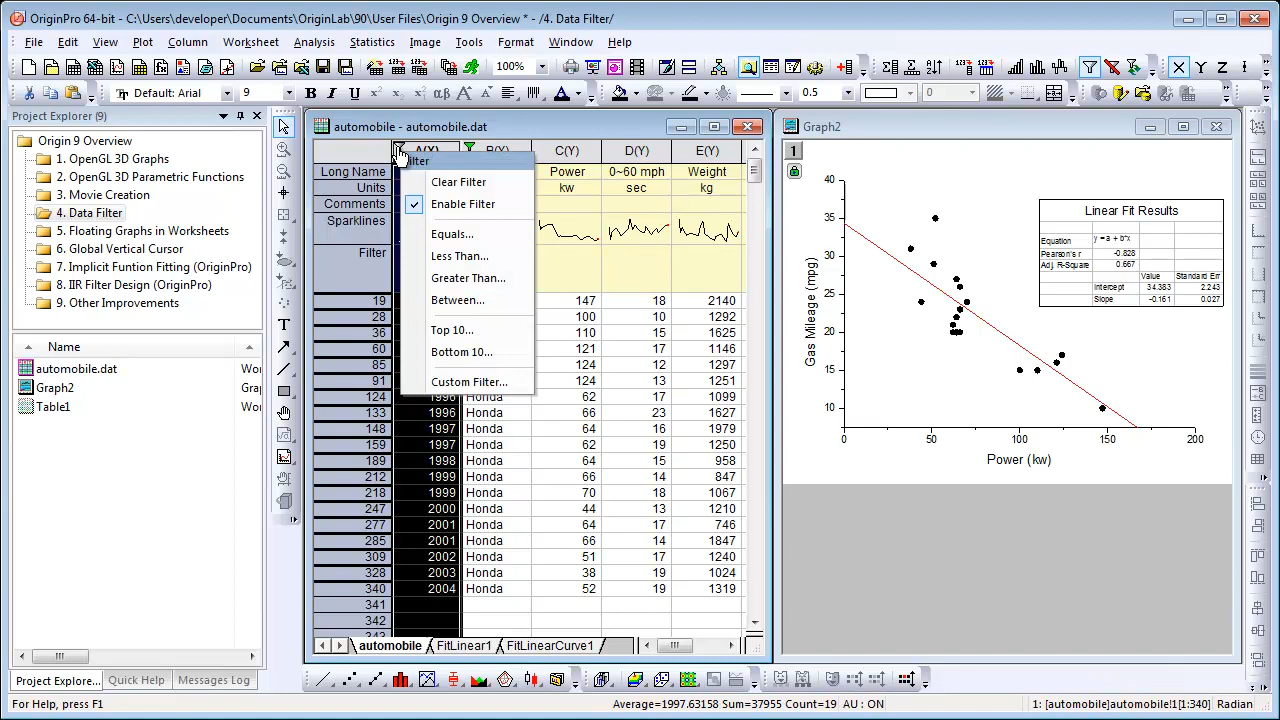 OriginPro 64-bit - C:\Users\developer\Documents\OriginLab\90\User Files\Origin 9 Overview * - /4. Data Filter/
File Edit View Plot Column Worksheet Analysis Statistics Image Tools Format Window Help
100%
Default: Arial 9 B I U 0.5 0
Project Explorer (9)
Origin 9 Overview
1. OpenGL 3D Graphs
2. OpenGL 3D Parametric Functions
3. Movie Creation
4. Data Filter
5. Floating Graphs in Worksheets
6. Global Vertical Cursor
7. Implicit Funtion Fitting (OriginPro)
8. IIR Filter Design (OriginPro)
9. Other Improvements
Name
automobile.dat Wo
Graph2 Gra
Table1 Wo
Project Explore... Quick Help Messages Log
automobile - automobile.dat
A(X) B(Y) C(Y) D(Y) E(Y)
Long Name Power 0~60 mph Weight
Units kw sec kg
Comments
Sparklines
Filter
19 147 18 2140
28 100 10 1292
36 110 15 1625
60 121 17 1146
85 124 12 1297
91 124 13 1251
124 1996 Honda 62 17 1099
133 1996 Honda 66 23 1627
148 1997 Honda 64 16 1979
159 1997 Honda 62 19 1250
189 1998 Honda 64 15 958
212 1999 Honda 66 14 847
218 1999 Honda 70 18 1067
247 2000 Honda 44 13 1210
277 2001 Honda 64 17 746
285 2001 Honda 66 14 1847
309 2002 Honda 51 17 1240
328 2003 Honda 38 19 1024
340 2004 Honda 52 19 1319
341
342
automobile FitLinear1 FitLinearCurve1
Clear Filter
Enable Filter
Equals...
Less Than...
Greater Than...
Between...
Top 10...
Bottom 10...
Custom Filter...
Graph2
1
40
35
30
25
20
15
10
0 50 100 150 200
Gas Mileage (mpg)
Power (kw)
Linear Fit Results
Equation y = a + b*x
Pearson's r -0.828
Adj. R-Square 0.667
Value Standard Err
Intercept 34.383 2.243
Slope -0.161 0.027
For Help, press F1 Average=1997.63158 Sum=37955 Count=19 AU : ON 1: [automobile]automobile!1[1:340] Radian